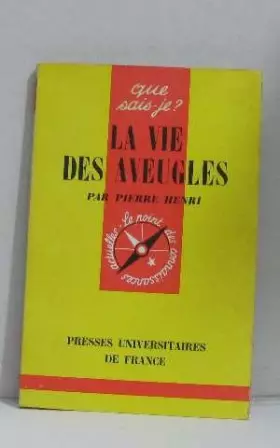 que
sais-je?
LA VIE
DES AVEUGLES
PAR PIERRE HENRI
Le point des connaissances actuelles.
PRESSES UNIVERSITAIRES
DE FRANCE